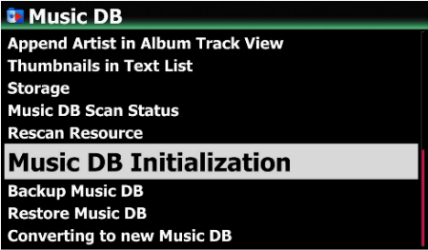 Music DB
Append Artist in Album Track View
Thumbnails in Text List
Storage
Music DB Scan Status
Rescan Resource
Music DB Initialization
Backup Music DB
Restore Music DB
Converting to new Music DB